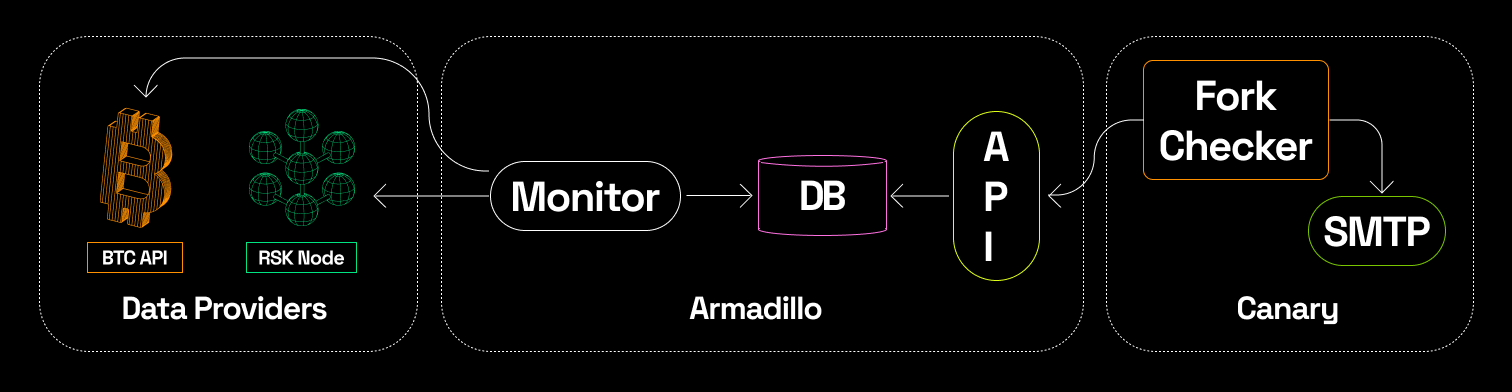 BTC API
RSK Node
Data Providers
Monitor
DB
A
P
I
Armadillo
Fork
Checker
SMTP
Canary